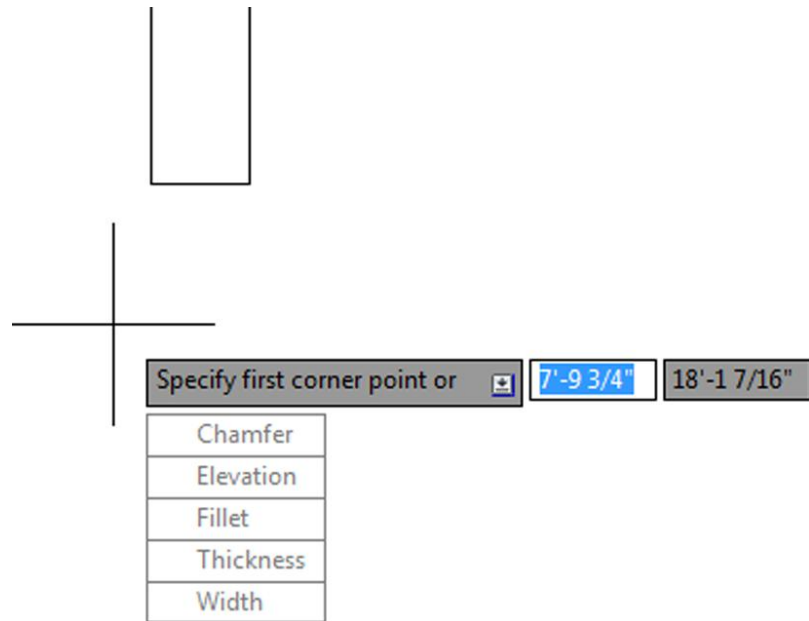 Specify first corner point or 7'-9 3/4" 18'-1 7/16"
Chamfer
Elevation
Fillet
Thickness
Width